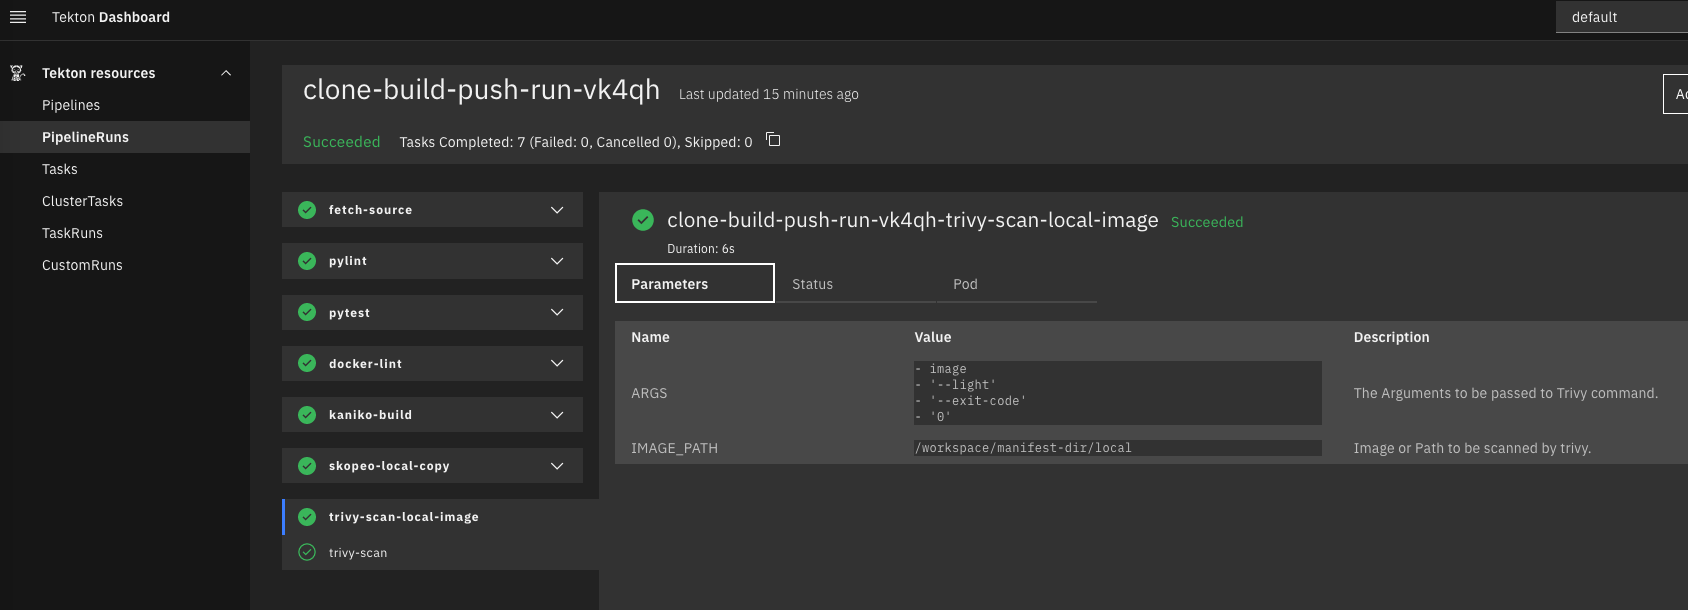 Tekton Dashboard
default
Tekton resources
Pipelines
PipelineRuns
Tasks
ClusterTasks
TaskRuns
CustomRuns
clone-build-push-run-vk4qh Last updated 15 minutes ago
Succeeded Tasks Completed: 7 (Failed: 0, Cancelled 0), Skipped: 0
fetch-source
pylint
pytest
docker-lint
kaniko-build
skopeo-local-copy
trivy-scan-local-image
trivy-scan
clone-build-push-run-vk4qh-trivy-scan-local-image Succeeded
Duration: 6s
Parameters Status Pod
Name Value Description
ARGS
- image
- '--light'
- '--exit-code'
- '0'
The Arguments to be passed to Trivy command.
IMAGE_PATH /workspace/manifest-dir/local Image or Path to be scanned by trivy.